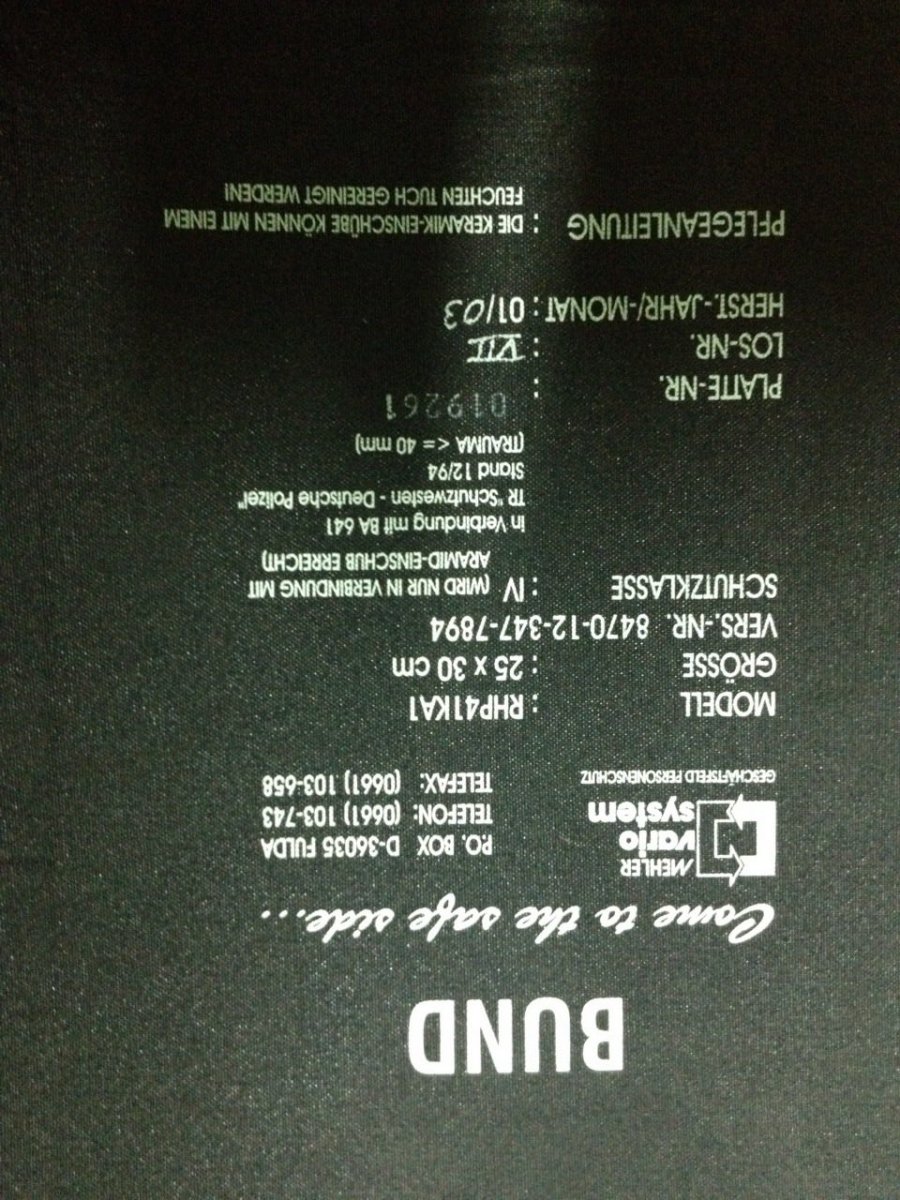 BUND
Come to the safe side...
MEHLER
vario
system
GESCHÄFTSFELD PERSONENSCHUTZ
P.O. BOX D-36035 FULDA
TELEFON: (0661) 103-743
TELEFAX: (0661) 103-658
MODELL : RHP41KA1
GRÖSSE : 25 x 30 cm
VERS.-NR. 8470-12-347-7894
SCHUTZKLASSE : IV (WIRD NUR IN VERBINDUNG MIT
ARAMID-EINSCHUB ERREICHT)
in Verbindung mit BA 641
TR "Schutzwesten - Deutsche Polizei"
Stand 12/94
(TRAUMA <= 40 mm)
PLATTE-NR. : 019261
LOS-NR. : VII
HERST.-JAHR/-MONAT : 01/03
PFLEGEANLEITUNG : DIE KERAMIK-EINSCHÜBE KÖNNEN MIT EINEM
FEUCHTEN TUCH GEREINIGT WERDEN!